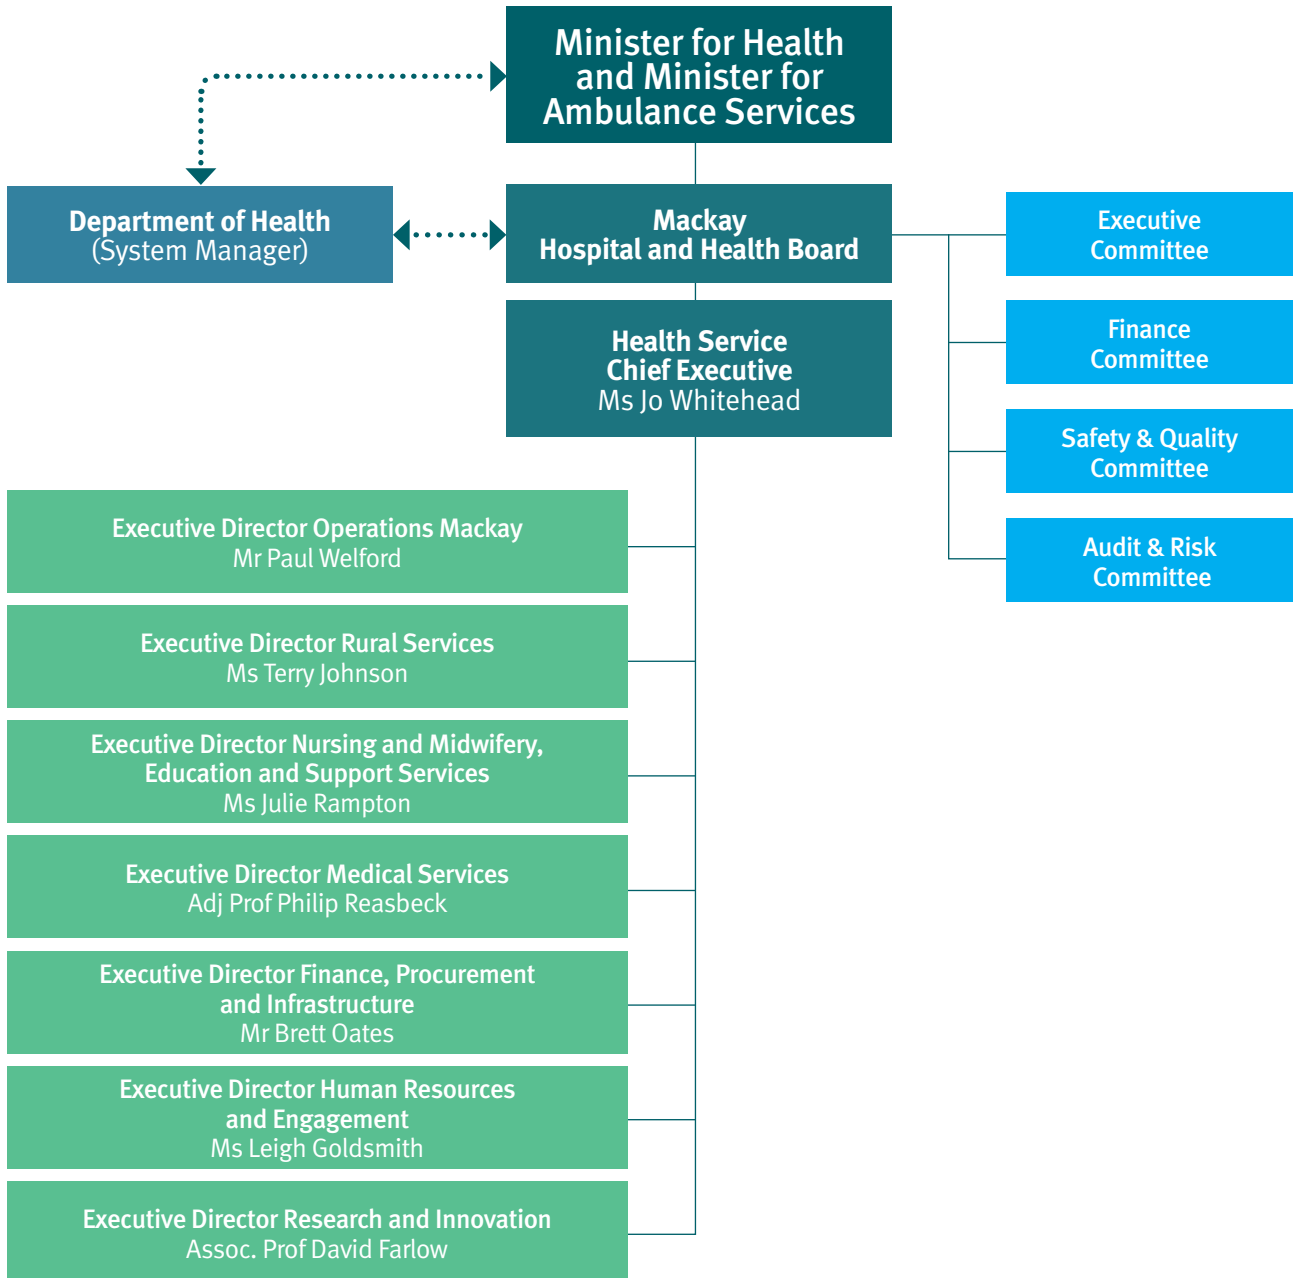 Minister for Health
and Minister for
Ambulance Services
Department of Health
(System Manager)
Mackay
Hospital and Health Board
Health Service
Chief Executive
Ms Jo Whitehead
Executive
Committee
Finance
Committee
Safety & Quality
Committee
Audit & Risk
Committee
Executive Director Operations Mackay
Mr Paul Welford
Executive Director Rural Services
Ms Terry Johnson
Executive Director Nursing and Midwifery,
Education and Support Services
Ms Julie Rampton
Executive Director Medical Services
Adj Prof Philip Reasbeck
Executive Director Finance, Procurement
and Infrastructure
Mr Brett Oates
Executive Director Human Resources
and Engagement
Ms Leigh Goldsmith
Executive Director Research and Innovation
Assoc. Prof David Farlow